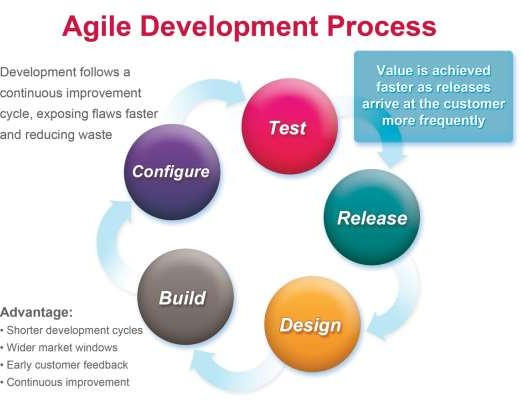 Agile Development Process
Development follows a
continuous improvement
cycle, exposing flaws faster
and reducing waste
Value is achieved
faster as releases
arrive at the customer
more frequently
Test
Configure
Release
Build
Design
Advantage:
• Shorter development cycles
• Wider market windows
• Early customer feedback
• Continuous improvement